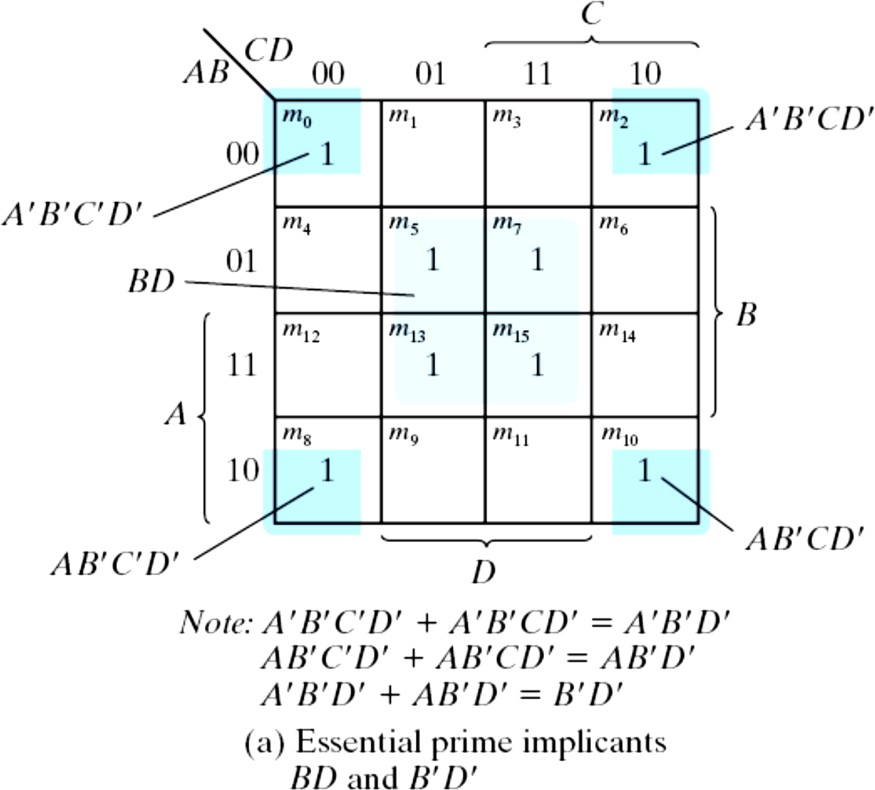 C
CD
AB
00 01 11 10
m0 m1 m3 m2
A'B'CD'
00 1 1
A'B'C'D'
m4 m5 m7 m6
01 1 1
BD
B
m12 m13 m15 m14
11 1 1
A
m8 m9 m11 m10
10 1 1
AB'C'D'
AB'CD'
D
Note: A'B'C'D' + A'B'CD' = A'B'D'
AB'C'D' + AB'CD' = AB'D'
A'B'D' + AB'D' = B'D'
(a) Essential prime implicants
BD and B'D'